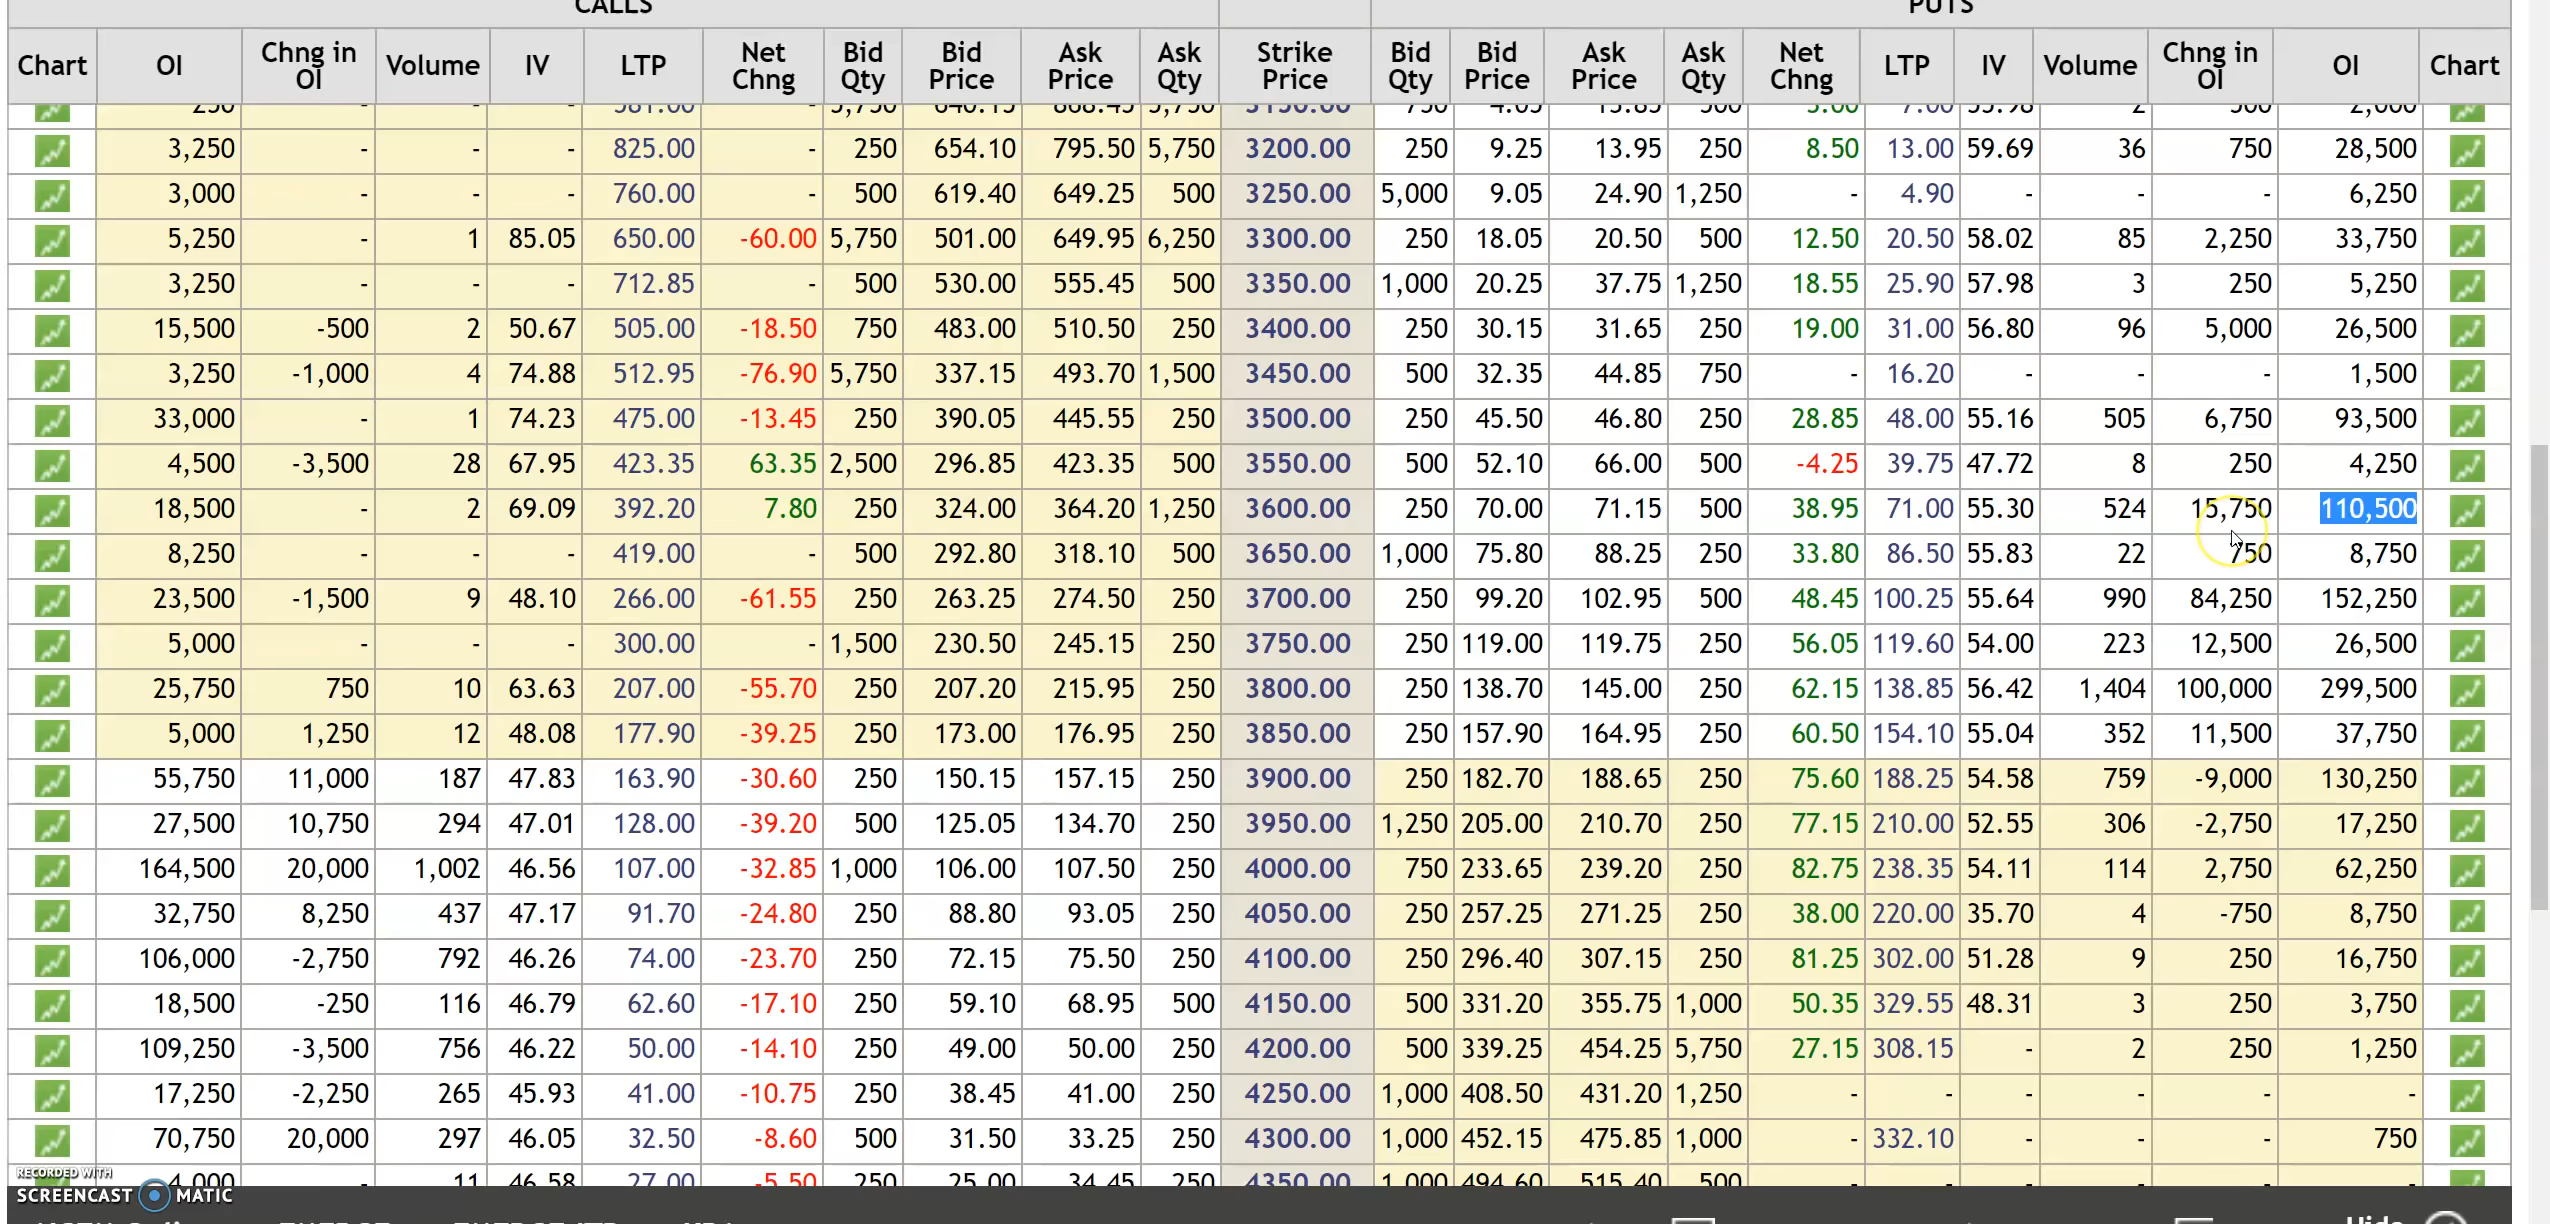 CALLS PUTS
Chart OI Chng in OI Volume IV LTP Net Chng Bid Qty Bid Price Ask Price Ask Qty Strike Price Bid Qty Bid Price Ask Price Ask Qty Net Chng LTP IV Volume Chng in OI OI Chart
3,250 - - - 825.00 - 250 654.10 795.50 5,750 3200.00 250 9.25 13.95 250 8.50 13.00 59.69 36 750 28,500
3,000 - - - 760.00 - 500 619.40 649.25 500 3250.00 5,000 9.05 24.90 1,250 - 4.90 - - - 6,250
5,250 - 1 85.05 650.00 -60.00 5,750 501.00 649.95 6,250 3300.00 250 18.05 20.50 500 12.50 20.50 58.02 85 2,250 33,750
3,250 - - - 712.85 - 500 530.00 555.45 500 3350.00 1,000 20.25 37.75 1,250 18.55 25.90 57.98 3 250 5,250
15,500 -500 2 50.67 505.00 -18.50 750 483.00 510.50 250 3400.00 250 30.15 31.65 250 19.00 31.00 56.80 96 5,000 26,500
3,250 -1,000 4 74.88 512.95 -76.90 5,750 337.15 493.70 1,500 3450.00 500 32.35 44.85 750 - 16.20 - - - 1,500
33,000 - 1 74.23 475.00 -13.45 250 390.05 445.55 250 3500.00 250 45.50 46.80 250 28.85 48.00 55.16 505 6,750 93,500
4,500 -3,500 28 67.95 423.35 63.35 2,500 296.85 423.35 500 3550.00 500 52.10 66.00 500 -4.25 39.75 47.72 8 250 4,250
18,500 - 2 69.09 392.20 7.80 250 324.00 364.20 1,250 3600.00 250 70.00 71.15 500 38.95 71.00 55.30 524 15,750 110,500
8,250 - - - 419.00 - 500 292.80 318.10 500 3650.00 1,000 75.80 88.25 250 33.80 86.50 55.83 22 750 8,750
23,500 -1,500 9 48.10 266.00 -61.55 250 263.25 274.50 250 3700.00 250 99.20 102.95 500 48.45 100.25 55.64 990 84,250 152,250
5,000 - - - 300.00 - 1,500 230.50 245.15 250 3750.00 250 119.00 119.75 250 56.05 119.60 54.00 223 12,500 26,500
25,750 750 10 63.63 207.00 -55.70 250 207.20 215.95 250 3800.00 250 138.70 145.00 250 62.15 138.85 56.42 1,404 100,000 299,500
5,000 1,250 12 48.08 177.90 -39.25 250 173.00 176.95 250 3850.00 250 157.90 164.95 250 60.50 154.10 55.04 352 11,500 37,750
55,750 11,000 187 47.83 163.90 -30.60 250 150.15 157.15 250 3900.00 250 182.70 188.65 250 75.60 188.25 54.58 759 -9,000 130,250
27,500 10,750 294 47.01 128.00 -39.20 500 125.05 134.70 250 3950.00 1,250 205.00 210.70 250 77.15 210.00 52.55 306 -2,750 17,250
164,500 20,000 1,002 46.56 107.00 -32.85 1,000 106.00 107.50 250 4000.00 750 233.65 239.20 250 82.75 238.35 54.11 114 2,750 62,250
32,750 8,250 437 47.17 91.70 -24.80 250 88.80 93.05 250 4050.00 250 257.25 271.25 250 38.00 220.00 35.70 4 -750 8,750
106,000 -2,750 792 46.26 74.00 -23.70 250 72.15 75.50 250 4100.00 250 296.40 307.15 250 81.25 302.00 51.28 9 250 16,750
18,500 -250 116 46.79 62.60 -17.10 250 59.10 68.95 500 4150.00 500 331.20 355.75 1,000 50.35 329.55 48.31 3 250 3,750
109,250 -3,500 756 46.22 50.00 -14.10 250 49.00 50.00 250 4200.00 500 339.25 454.25 5,750 27.15 308.15 - 2 250 1,250
17,250 -2,250 265 45.93 41.00 -10.75 250 38.45 41.00 250 4250.00 1,000 408.50 431.20 1,250 - - - - - -
70,750 20,000 297 46.05 32.50 -8.60 500 31.50 33.25 250 4300.00 1,000 452.15 475.85 1,000 - 332.10 - - - 750
4,000 - 11 46.58 27.00 -5.50 250 25.00 34.45 250 4350.00 1,000 494.60 515.40 500 - - - - - -
RECORDED WITH
SCREENCAST MATIC
Hide